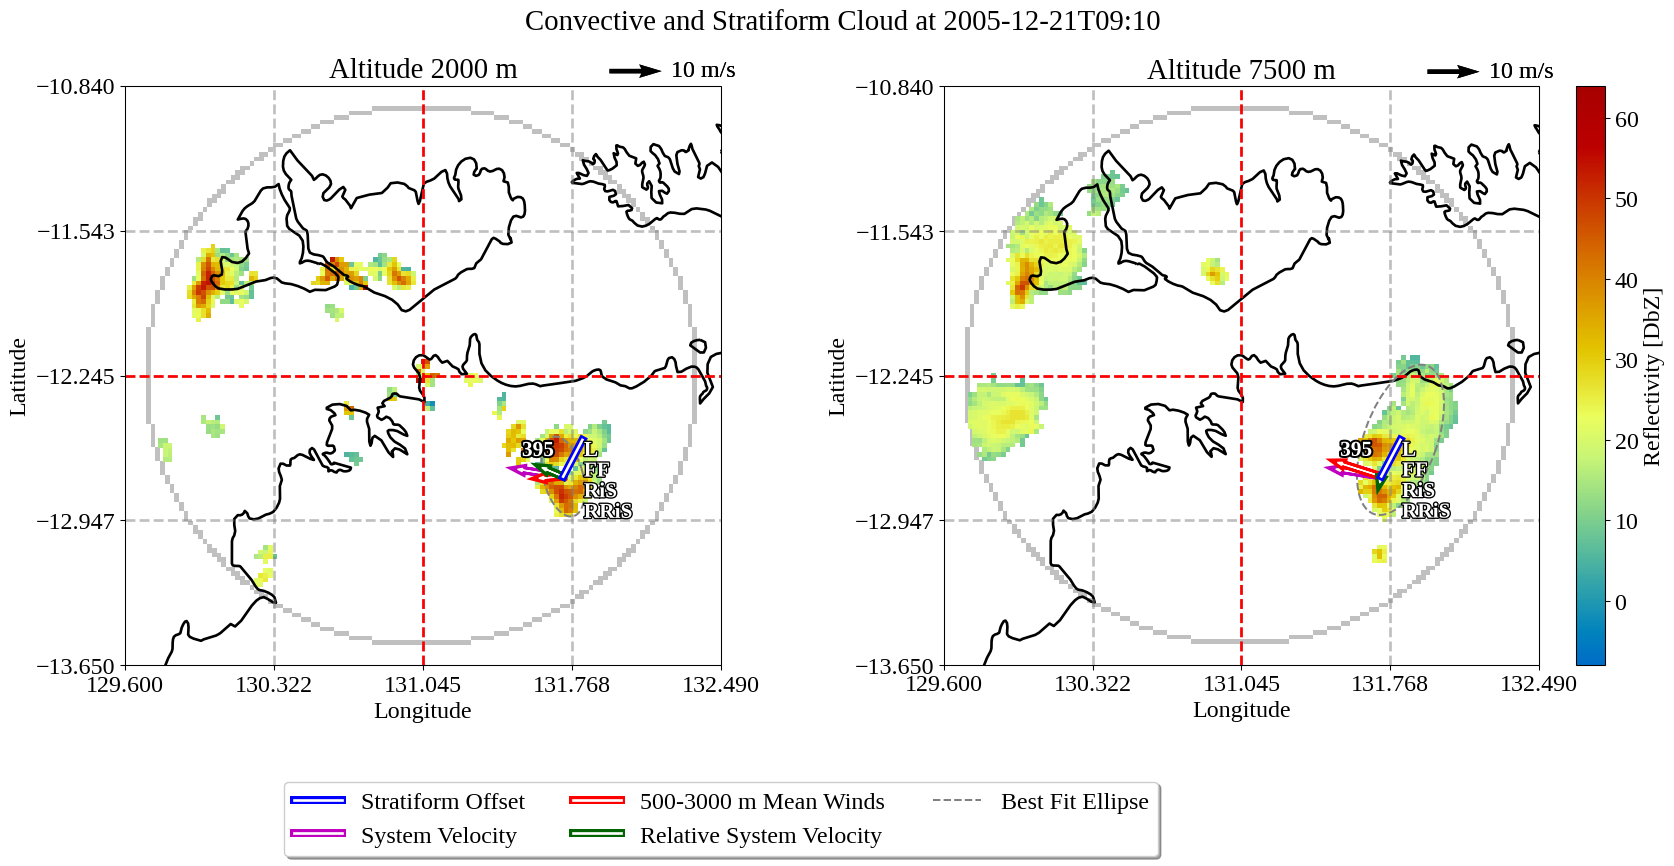 Convective and Stratiform Cloud at 2005-12-21T09:10
Altitude 2000 m
10 m/s
−10.840
−11.543
−12.245
−12.947
−13.650
129.600
130.322
131.045
131.768
132.490
Latitude
Longitude
395
L
FF
RiS
RRiS
Altitude 7500 m
10 m/s
−10.840
−11.543
−12.245
−12.947
−13.650
129.600
130.322
131.045
131.768
132.490
Latitude
Longitude
395
L
FF
RiS
RRiS
60
50
40
30
20
10
0
Reflectivity [DbZ]
Stratiform Offset
System Velocity
500-3000 m Mean Winds
Relative System Velocity
Best Fit Ellipse